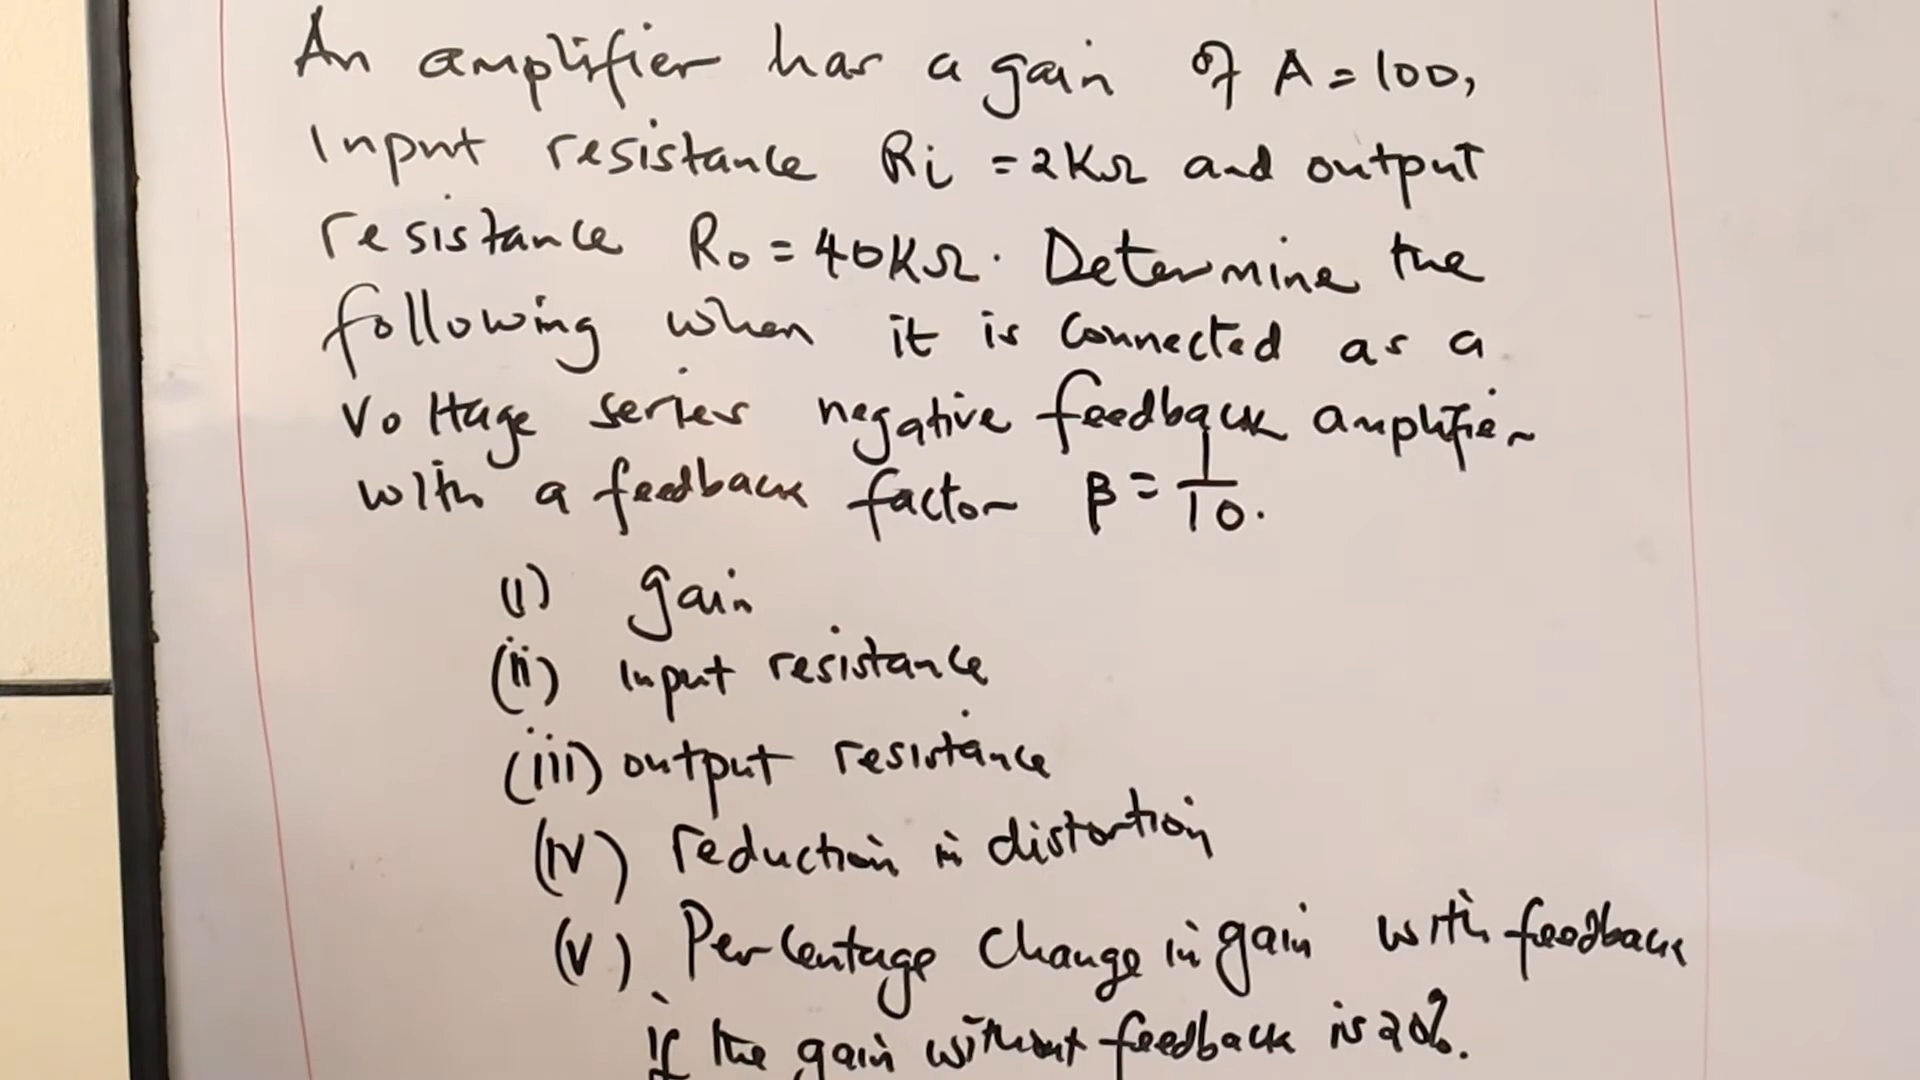 An amplifier has a gain of A = 100,
Input resistance Ri = 2KΩ and output
resistance Ro = 40KΩ. Determine the
following when it is connected as a
Voltage series negative feedback amplifier
with a feedback factor β = 1/10.
(i) gain
(ii) Input resistance
(iii) output resistance
(iv) reduction in distortion
(v) Percentage change in gain with feedback
if the gain without feedback is 20%.